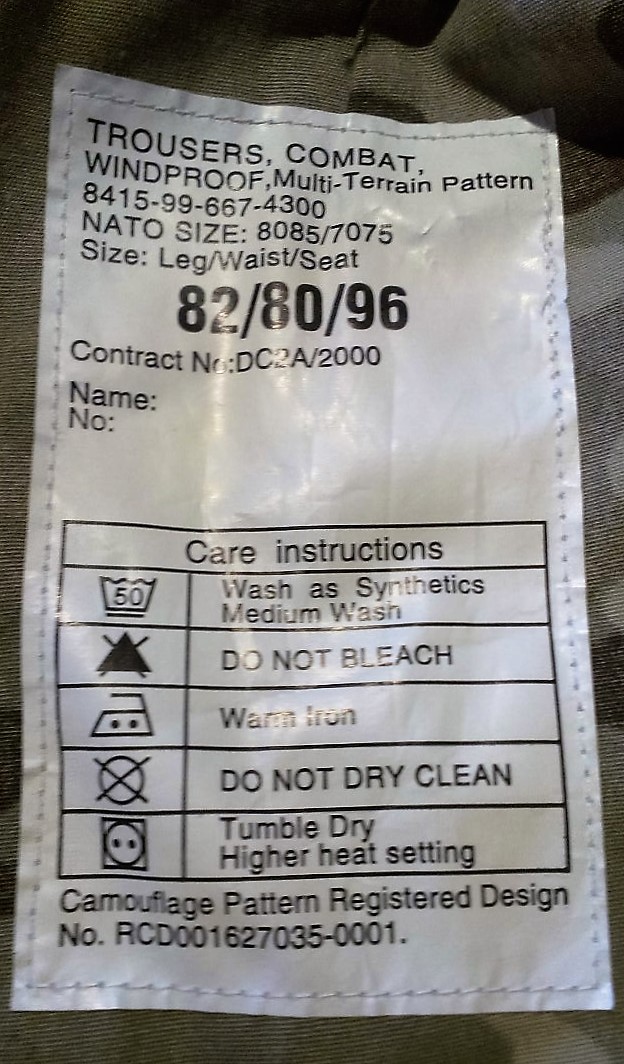 TROUSERS, COMBAT,
WINDPROOF,Multi-Terrain Pattern
8415-99-667-4300
NATO SIZE: 8085/7075
Size: Leg/Waist/Seat
82/80/96
Contract No:DC2A/2000
Name:
No:
Care instructions
50
Wash as Synthetics
Medium Wash
DO NOT BLEACH
Warm Iron
DO NOT DRY CLEAN
Tumble Dry
Higher heat setting
Camouflage Pattern Registered Design
No. RCD001627035-0001.